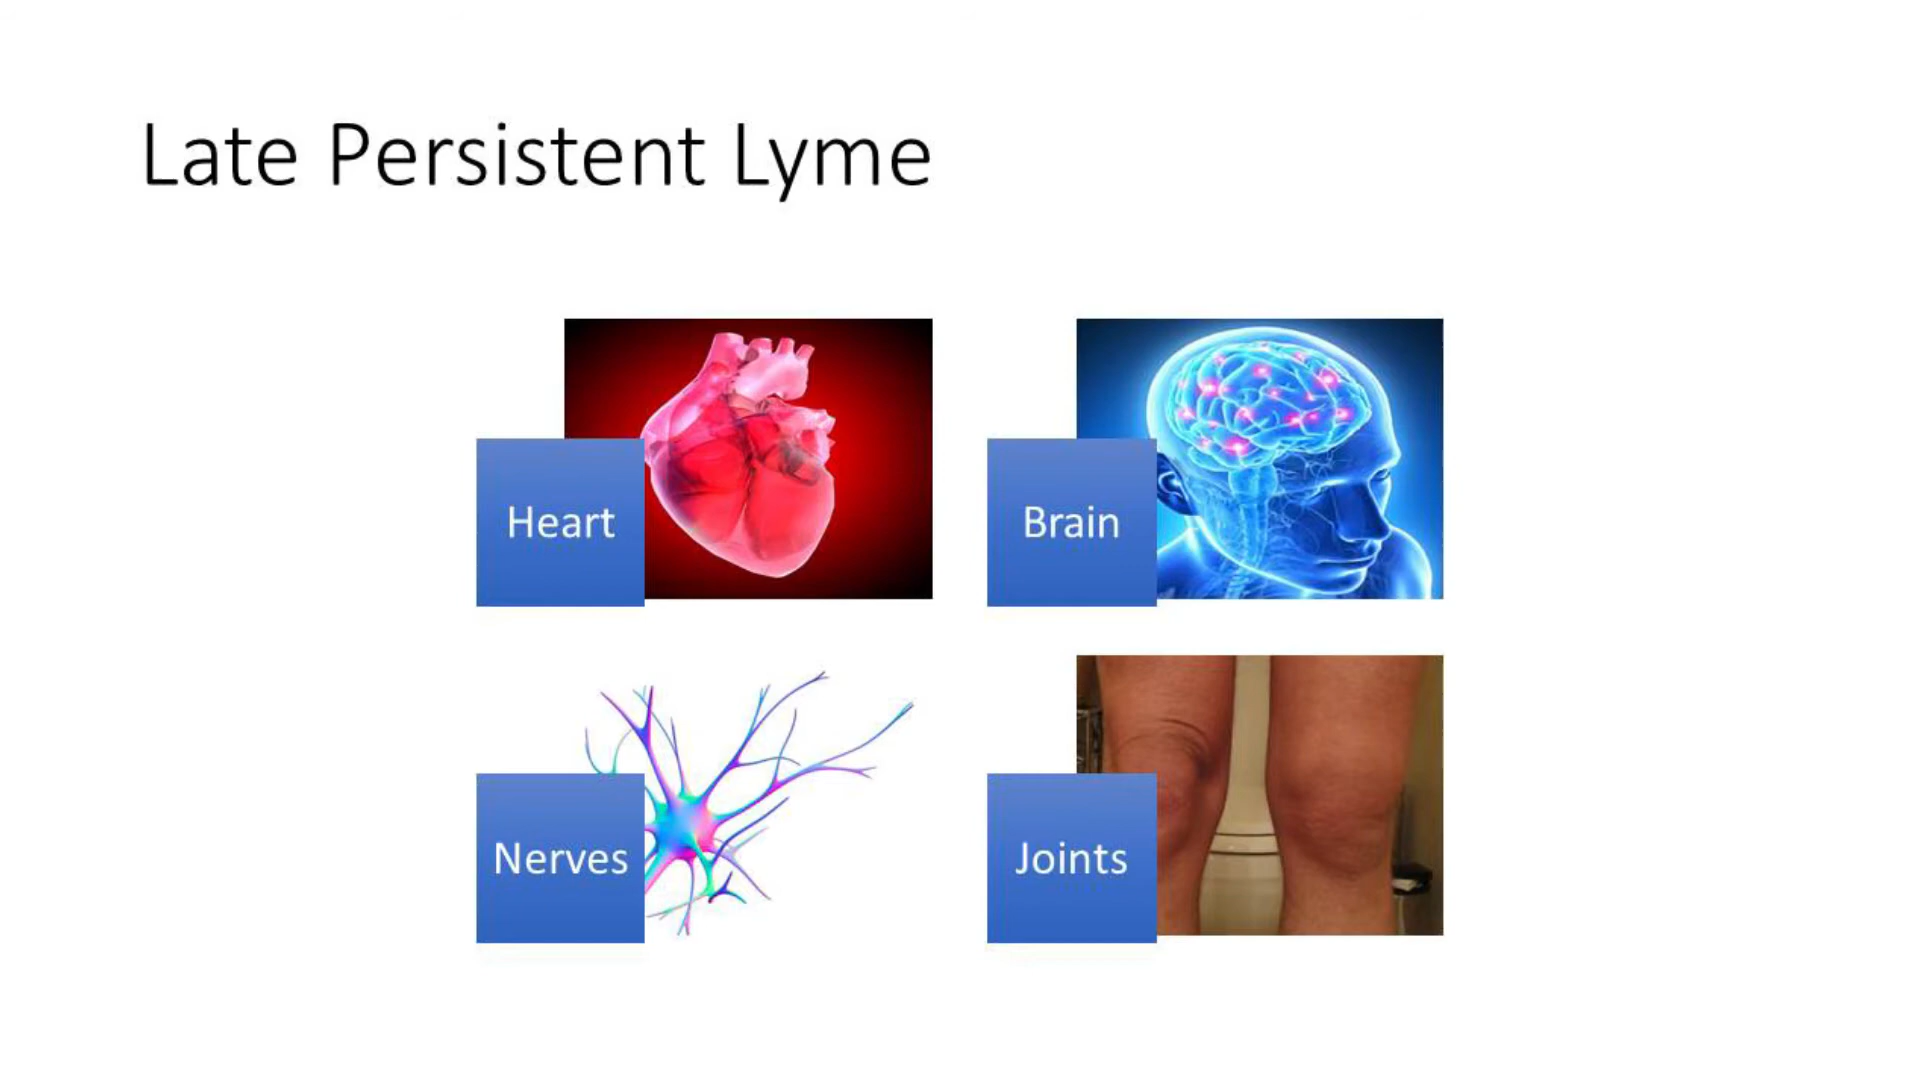 Late Persistent Lyme
Heart
Brain
Nerves
Joints